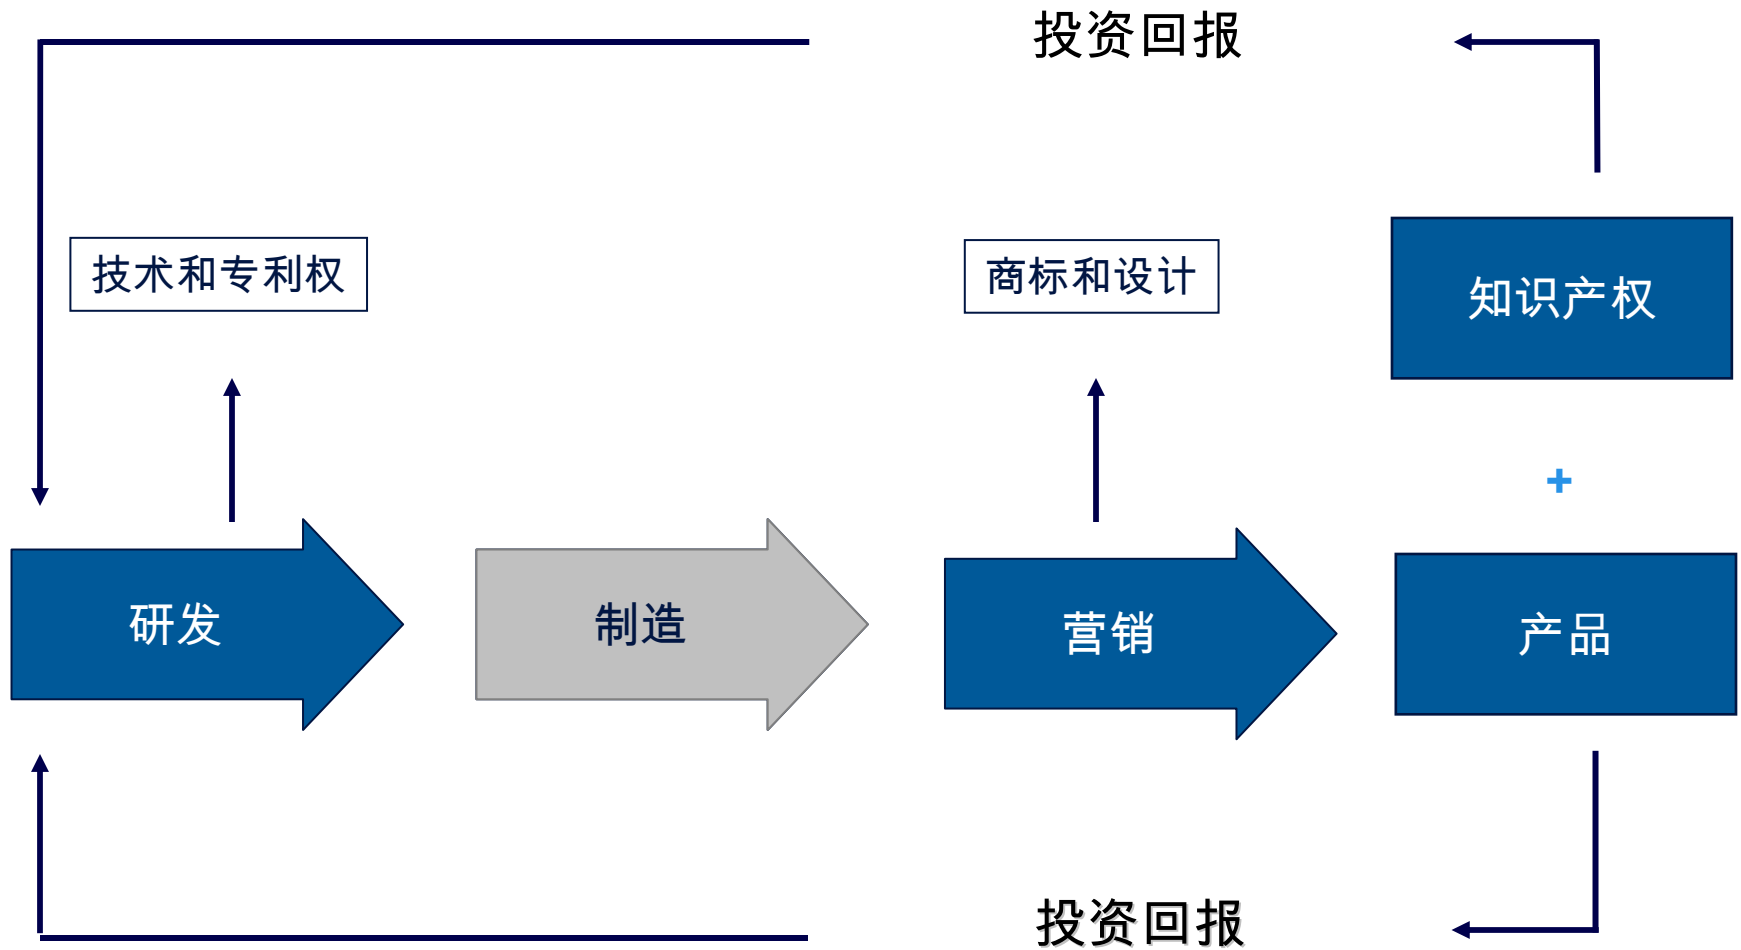 投资回报
技术和专利权
商标和设计
知识产权
+
研发
制造
营销
产品
投资回报